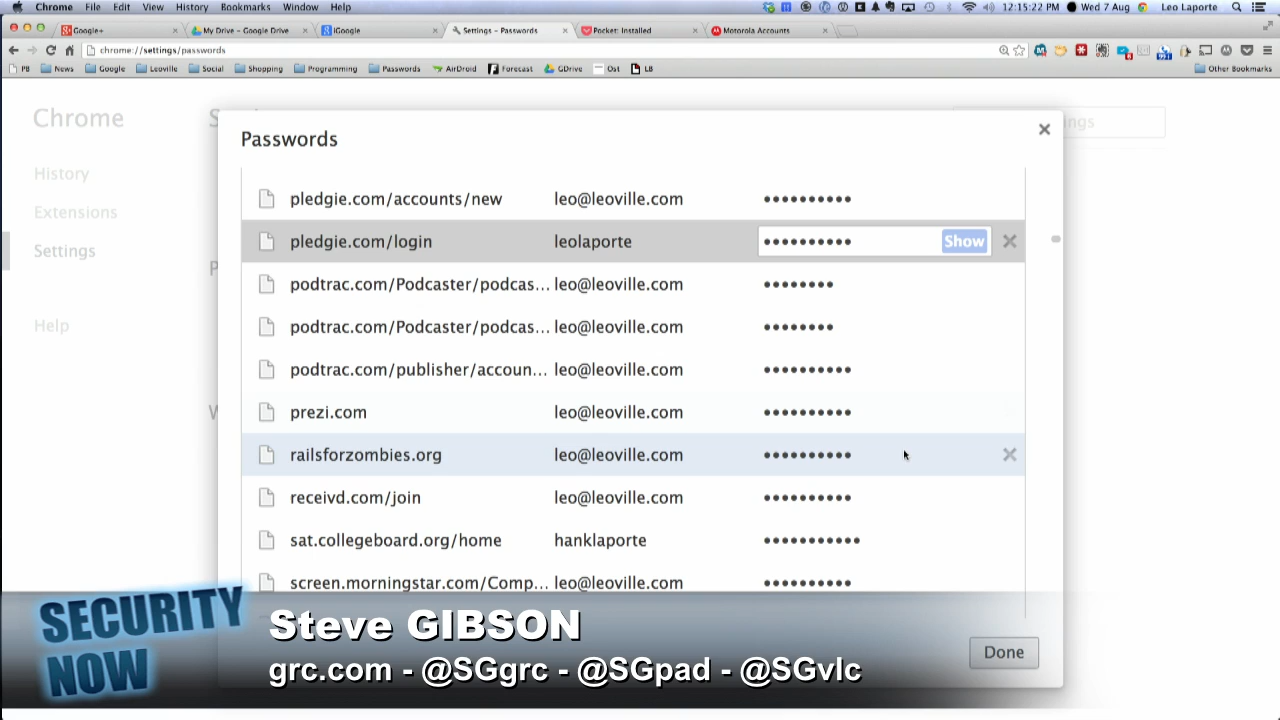 Chrome File Edit View History Bookmarks Window Help 12:15:22 PM Wed 7 Aug Leo Laporte
Google+ My Drive - Google Drive iGoogle Settings - Passwords Pocket: Installed Motorola Accounts
chrome://settings/passwords
PB News Google Leoville Social Shopping Programming Passwords AirDroid Forecast GDrive Ost LB Other Bookmarks
Chrome
History
Extensions
Settings
Help
Passwords
pledgie.com/accounts/new leo@leoville.com ••••••••••
pledgie.com/login leolaporte •••••••••• Show
podtrac.com/Podcaster/podcas... leo@leoville.com ••••••••
podtrac.com/Podcaster/podcas... leo@leoville.com ••••••••
podtrac.com/publisher/accoun... leo@leoville.com ••••••••••
prezi.com leo@leoville.com ••••••••••
railsforzombies.org leo@leoville.com ••••••••••
receivd.com/join leo@leoville.com ••••••••••
sat.collegeboard.org/home hanklaporte •••••••••••
screen.morningstar.com/Comp... leo@leoville.com ••••••••••
Done
SECURITY
NOW
Steve GIBSON
grc.com - @SGgrc - @SGpad - @SGvlc